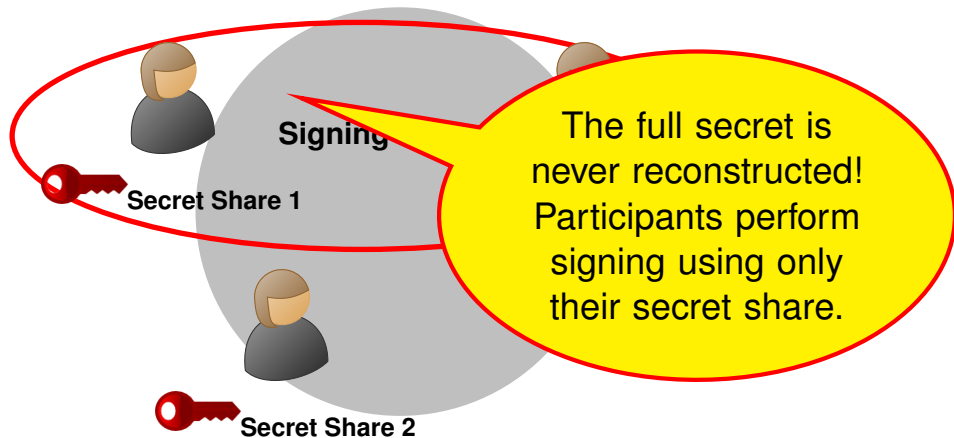 Signing
Secret Share 1
The full secret is
never reconstructed!
Participants perform
signing using only
their secret share.
Secret Share 2